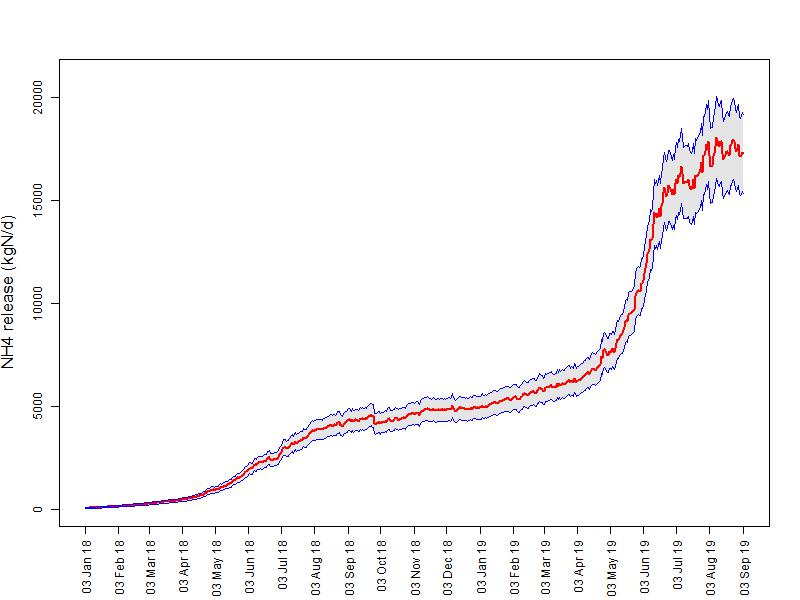 NH4 release (kgN/d)
20000
15000
10000
5000
0
03 Jan 18
03 Feb 18
03 Mar 18
03 Apr 18
03 May 18
03 Jun 18
03 Jul 18
03 Aug 18
03 Sep 18
03 Oct 18
03 Nov 18
03 Dec 18
03 Jan 19
03 Feb 19
03 Mar 19
03 Apr 19
03 May 19
03 Jun 19
03 Jul 19
03 Aug 19
03 Sep 19